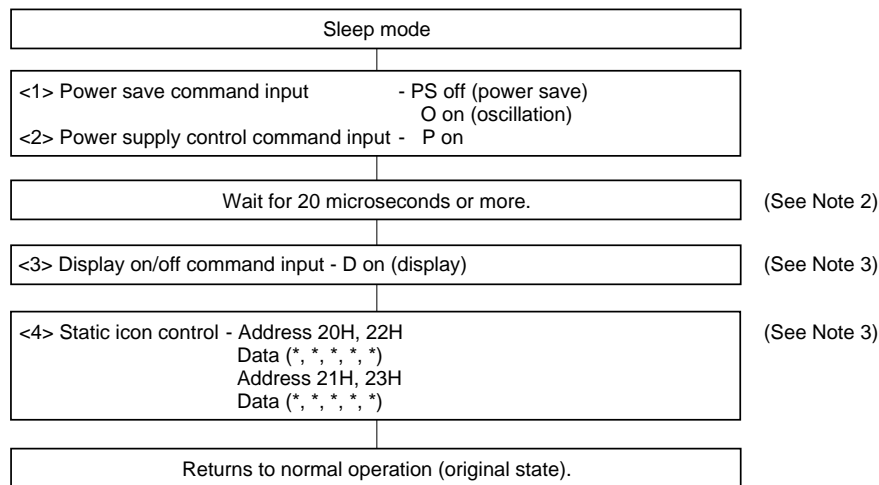 Sleep mode
<1> Power save command input - PS off (power save)
O on (oscillation)
<2> Power supply control command input - P on
Wait for 20 microseconds or more. (See Note 2)
<3> Display on/off command input - D on (display) (See Note 3)
<4> Static icon control - Address 20H, 22H (See Note 3)
Data (*, *, *, *, *)
Address 21H, 23H
Data (*, *, *, *, *)
Returns to normal operation (original state).